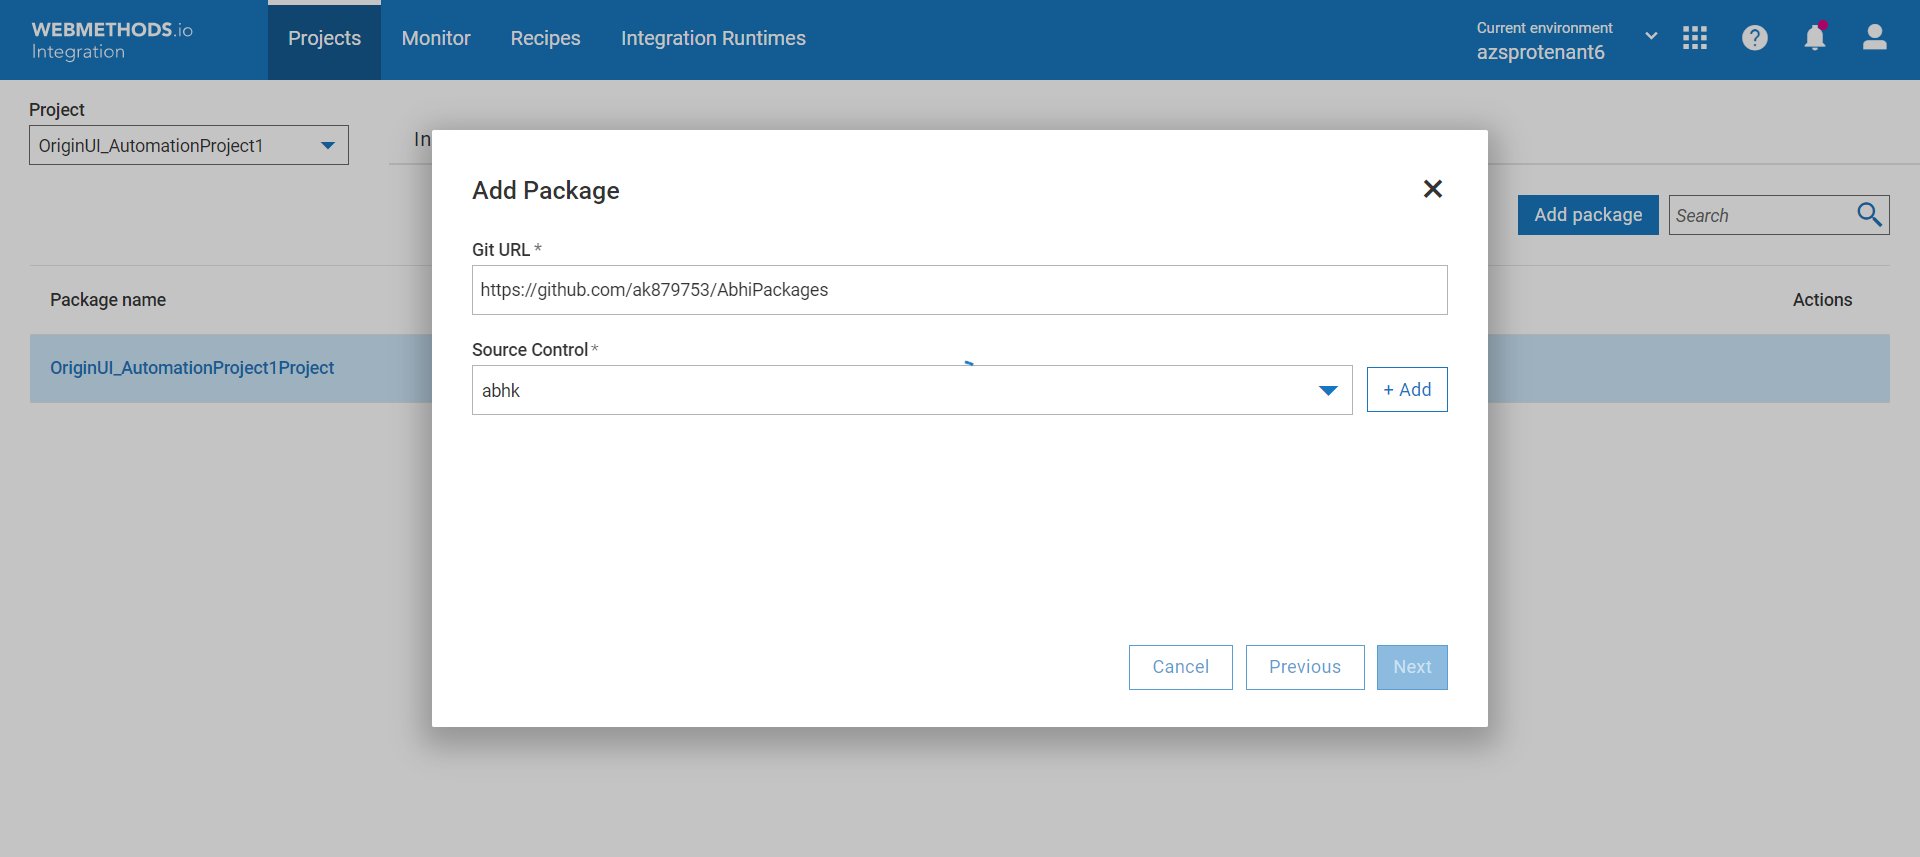 WEBMETHODS.io
Integration
Projects
Monitor
Recipes
Integration Runtimes
Current environment
azsprotenant6
Project
OriginUI_AutomationProject1
In
Add package
Search
Package name
Actions
OriginUI_AutomationProject1Project
Add Package
Git URL *
https://github.com/ak879753/AbhiPackages
Source Control *
abhk
+ Add
Cancel
Previous
Next